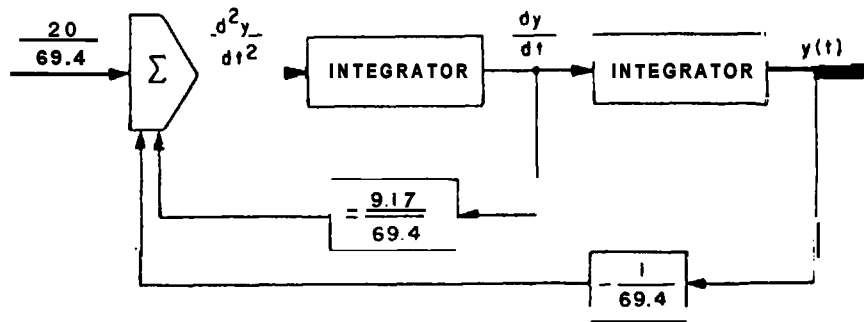 20
69.4
Σ
d²y
dt²
INTEGRATOR
dy
dt
INTEGRATOR
y(t)
= 9.17
69.4
- 1
69.4